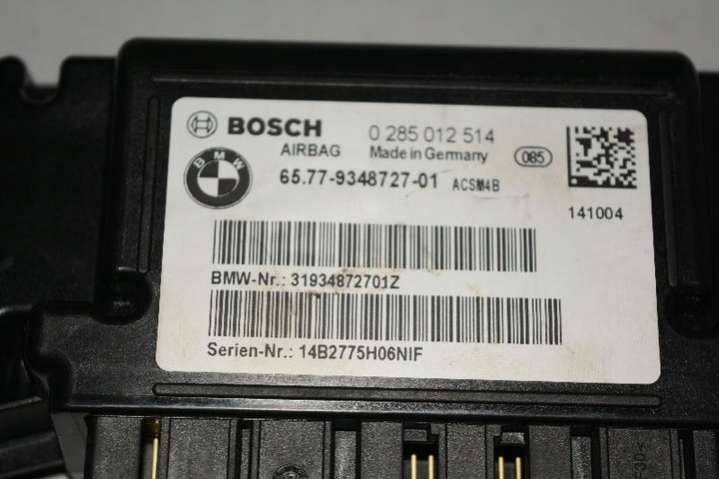 BOSCH 0 285 012 514
AIRBAG Made in Germany 085
BMW
65.77-9348727-01 ACSM4B
141004
BMW-Nr.: 31934872701Z
Serien-Nr.: 14B2775H06NIF